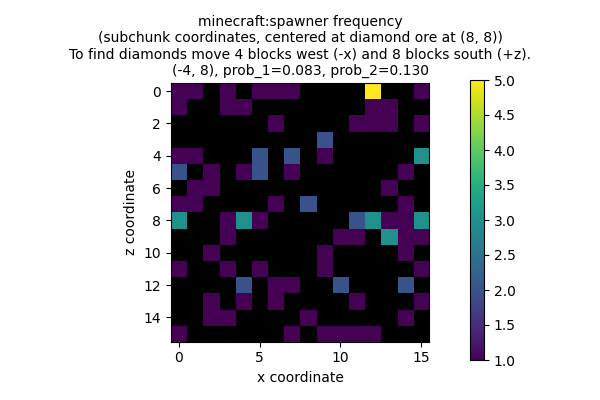 minecraft:spawner frequency
(subchunk coordinates, centered at diamond ore at (8, 8))
To find diamonds move 4 blocks west (-x) and 8 blocks south (+z).
(-4, 8), prob_1=0.083, prob_2=0.130
0
2
4
6
8
10
12
14
z coordinate
0 5 10 15
x coordinate
5.0
4.5
4.0
3.5
3.0
2.5
2.0
1.5
1.0